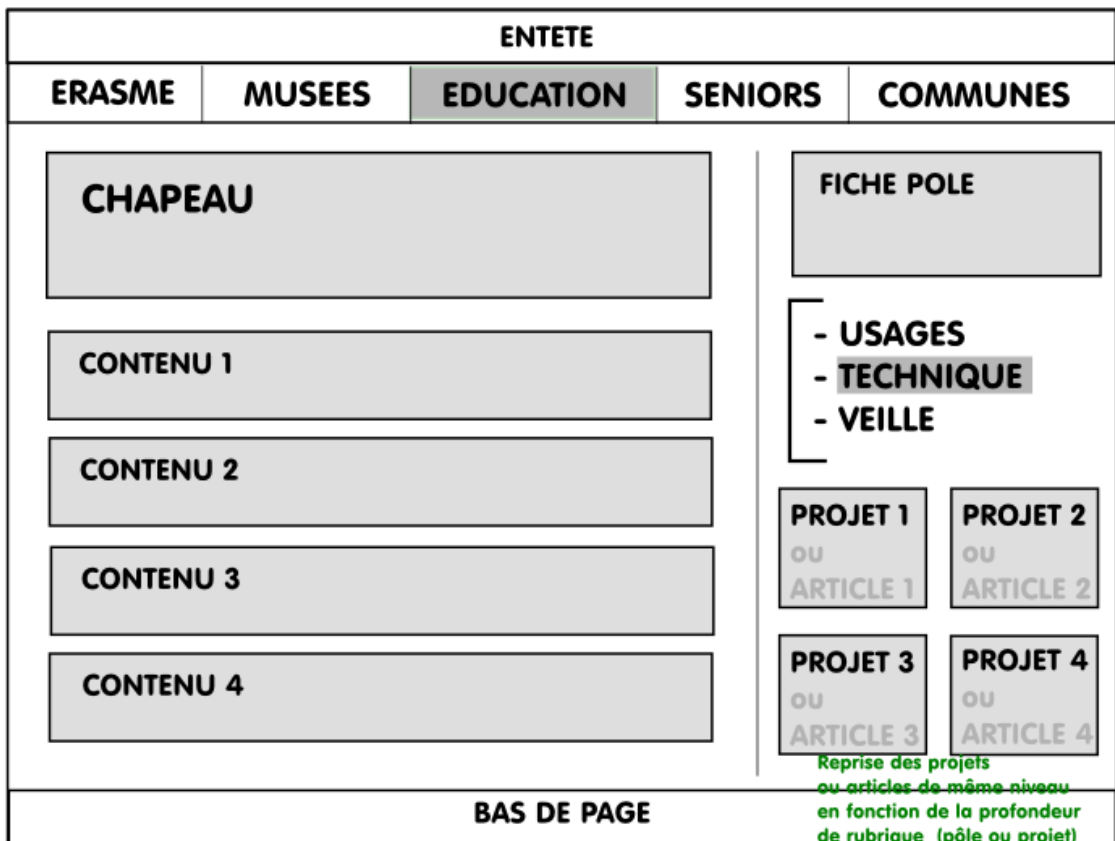 ENTETE
ERASME MUSEES EDUCATION SENIORS COMMUNES
CHAPEAU
CONTENU 1
CONTENU 2
CONTENU 3
CONTENU 4
FICHE POLE
- USAGES
- TECHNIQUE
- VEILLE
PROJET 1
ou
ARTICLE 1
PROJET 2
ou
ARTICLE 2
PROJET 3
ou
ARTICLE 3
PROJET 4
ou
ARTICLE 4
Reprise des projets
ou articles de même niveau
en fonction de la profondeur
de rubrique (pôle ou projet)
BAS DE PAGE